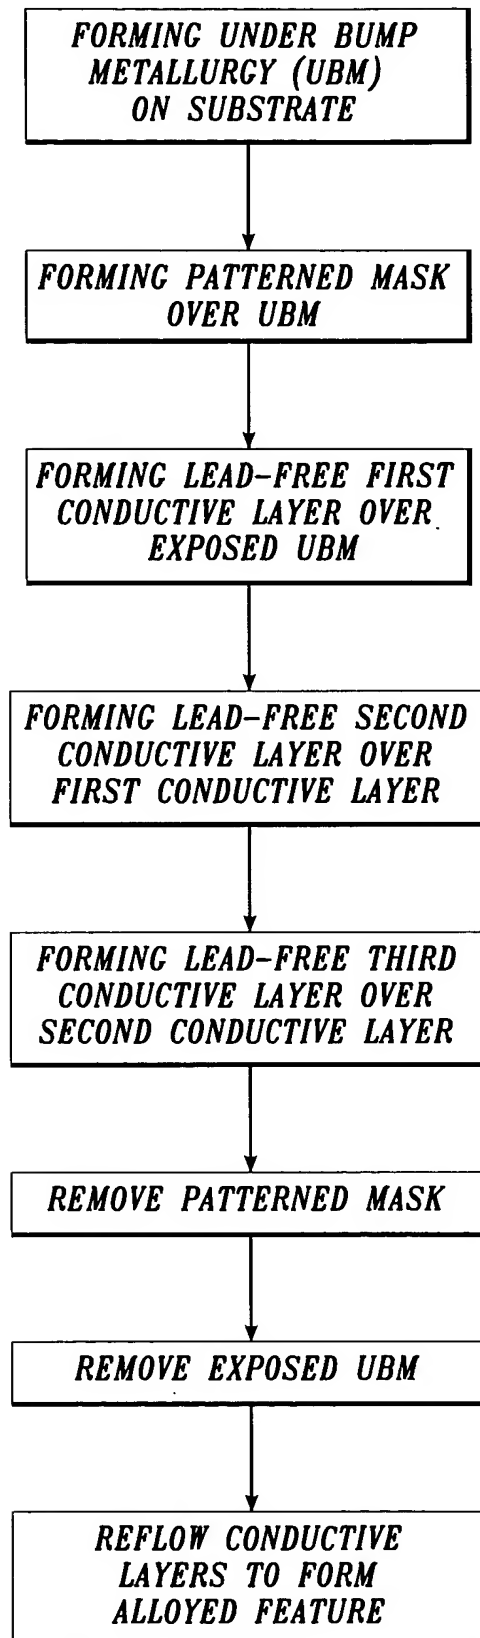 FORMING UNDER BUMP
METALLURGY (UBM)
ON SUBSTRATE
FORMING PATTERNED MASK
OVER UBM
FORMING LEAD-FREE FIRST
CONDUCTIVE LAYER OVER
EXPOSED UBM
FORMING LEAD-FREE SECOND
CONDUCTIVE LAYER OVER
FIRST CONDUCTIVE LAYER
FORMING LEAD-FREE THIRD
CONDUCTIVE LAYER OVER
SECOND CONDUCTIVE LAYER
REMOVE PATTERNED MASK
REMOVE EXPOSED UBM
REFLOW CONDUCTIVE
LAYERS TO FORM
ALLOYED FEATURE